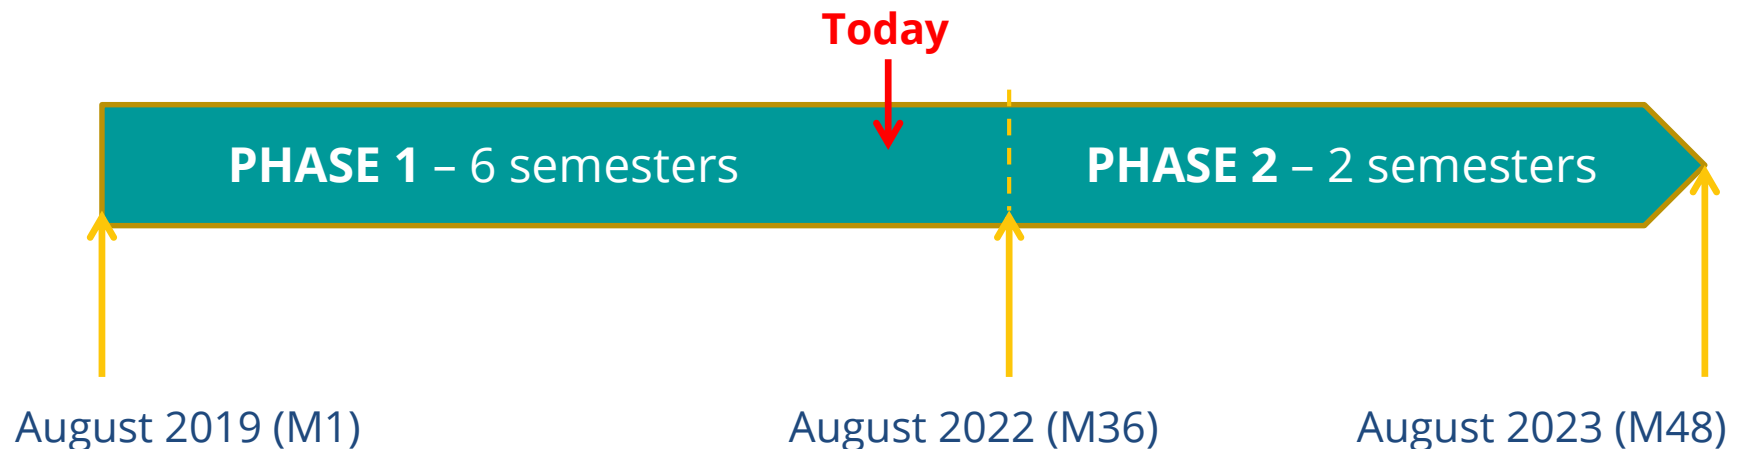 Today
PHASE 1 – 6 semesters
PHASE 2 – 2 semesters
August 2019 (M1)
August 2022 (M36)
August 2023 (M48)